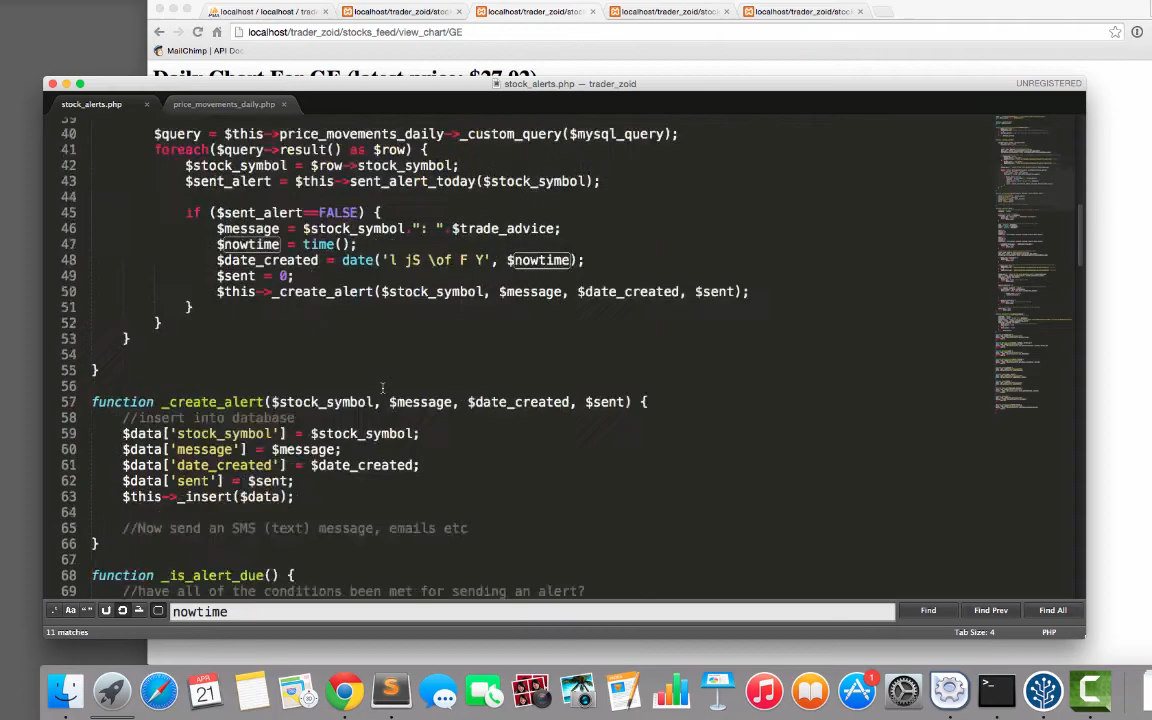 localhost / localhost / tra
localhost/trader_zoid/stoc
localhost/trader_zoid/stoc
localhost/trader_zoid/stoc
localhost/trader_zoid/stoc
localhost/trader_zoid/stocks_feed/view_chart/GE
MailChimp | API Do
Daily Chart For GE (latest price: $27.02)
stock_alerts.php — trader_zoid
UNREGISTERED
stock_alerts.php
price_movements_daily.php
39
40 $query = $this->price_movements_daily->_custom_query($mysql_query);
41 foreach($query->result() as $row) {
42 $stock_symbol = $row->stock_symbol;
43 $sent_alert = $this->sent_alert_today($stock_symbol);
44
45 if ($sent_alert==FALSE) {
46 $message = $stock_symbol.": ".$trade_advice;
47 $nowtime = time();
48 $date_created = date('l jS \of F Y', $nowtime);
49 $sent = 0;
50 $this->_create_alert($stock_symbol, $message, $date_created, $sent);
51 }
52 }
53 }
54
55 }
56
57 function _create_alert($stock_symbol, $message, $date_created, $sent) {
58 //insert into database
59 $data['stock_symbol'] = $stock_symbol;
60 $data['message'] = $message;
61 $data['date_created'] = $date_created;
62 $data['sent'] = $sent;
63 $this->_insert($data);
64
65 //Now send an SMS (text) message, emails etc
66 }
67
68 function _is_alert_due() {
69 //have all of the conditions been met for sending an alert?
nowtime
Find
Find Prev
Find All
11 matches
Tab Size: 4
PHP
APR
21
1